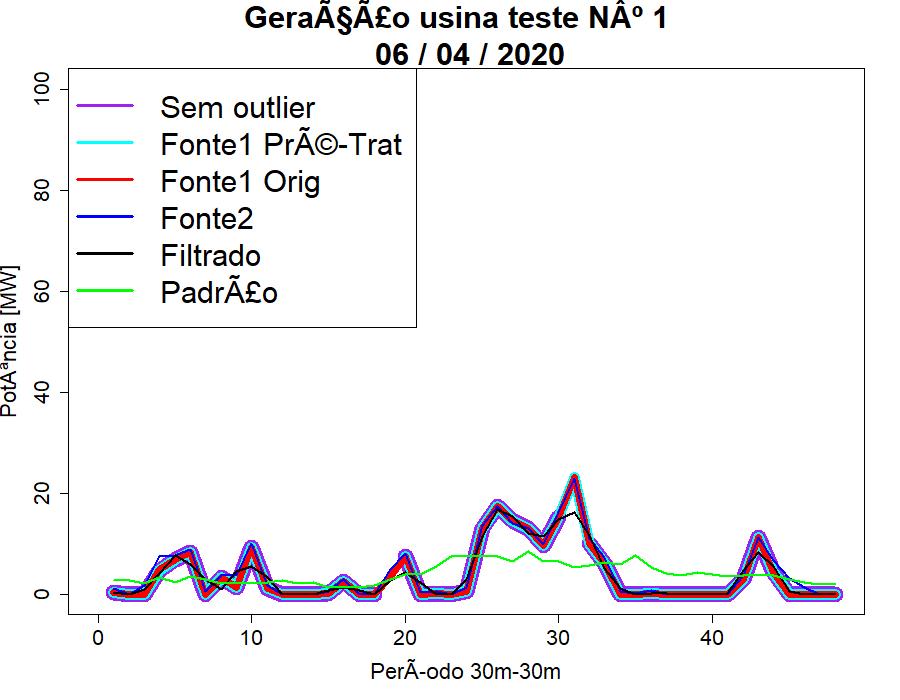 GeraÃ§Ã£o usina teste NÂº 1
06 / 04 / 2020
Sem outlier
Fonte1 PrÃ©-Trat
Fonte1 Orig
Fonte2
Filtrado
PadrÃ£o
PotÃªncia [MW]
100
80
60
40
20
0
0 10 20 30 40
PerÃ-odo 30m-30m